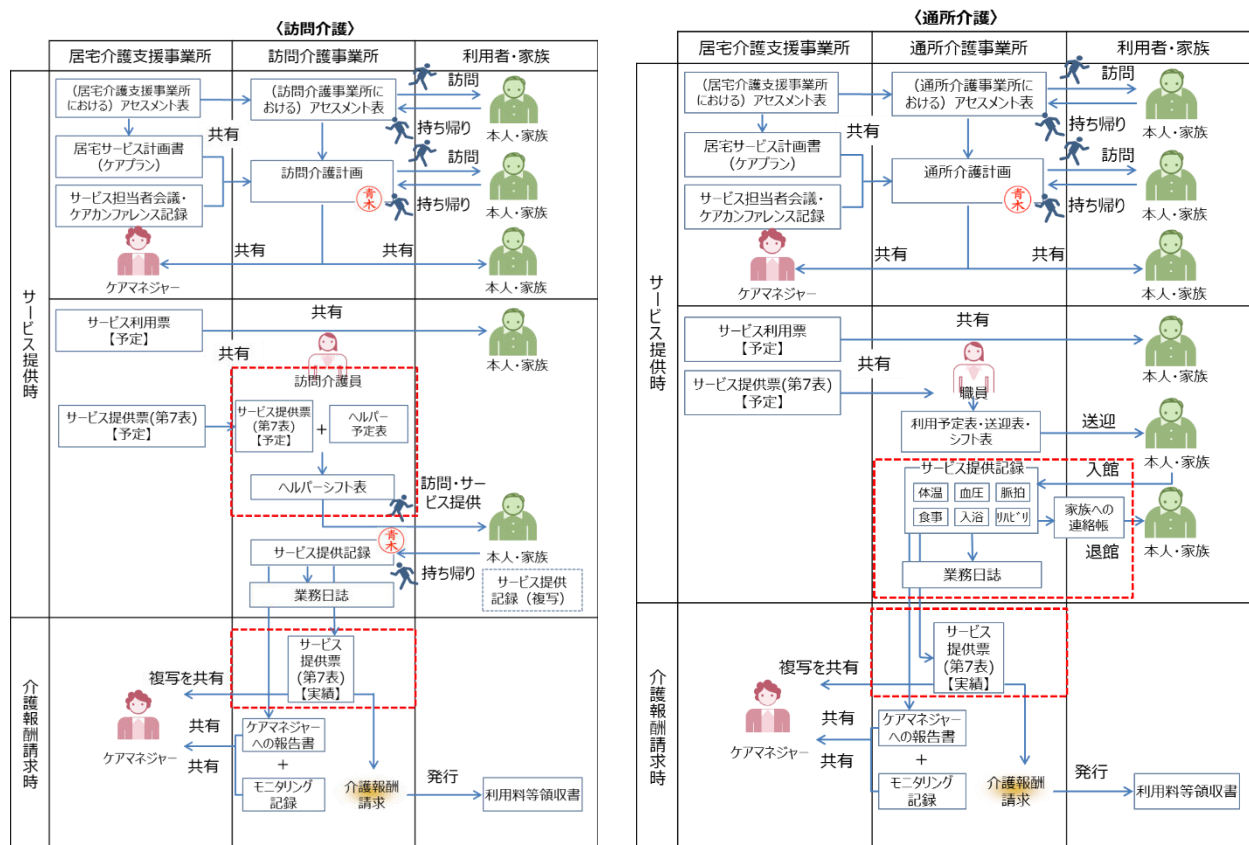 〈訪問介護〉
居宅介護支援事業所
訪問介護事業所
利用者・家族
サービス提供時
(居宅介護支援事業所
における) アセスメント表
(訪問介護事業所に
おける) アセスメント表
訪問
持ち帰り
本人・家族
共有
居宅サービス計画書
(ケアプラン)
訪問介護計画
青木
訪問
持ち帰り
本人・家族
サービス担当者会議・
ケアカンファレンス記録
共有
共有
ケアマネジャー
本人・家族
サービス利用票
【予定】
共有
本人・家族
共有
訪問介護員
サービス提供票(第7表)
【予定】
サービス提供票
(第7表)
【予定】
+
ヘルパー
予定表
ヘルパーシフト表
訪問・サー
ビス提供
青木
サービス提供記録
持ち帰り
本人・家族
業務日誌
サービス提供
記録(複写)
介護報酬請求時
サービス
提供票
(第7表)
【実績】
複写を共有
共有
共有
ケアマネジャー
ケアマネジャー
への報告書
+
モニタリング
記録
介護報酬
請求
発行
利用料等領収書
〈通所介護〉
居宅介護支援事業所
通所介護事業所
利用者・家族
サービス提供時
(居宅介護支援事業所
における) アセスメント表
(通所介護事業所に
おける) アセスメント表
訪問
持ち帰り
本人・家族
共有
居宅サービス計画書
(ケアプラン)
通所介護計画
青木
訪問
持ち帰り
本人・家族
サービス担当者会議・
ケアカンファレンス記録
共有
共有
ケアマネジャー
本人・家族
サービス利用票
【予定】
共有
本人・家族
共有
職員
サービス提供票(第7表)
【予定】
利用予定表・送迎表・
シフト表
送迎
本人・家族
サービス提供記録
体温
血圧
脈拍
食事
入浴
リハビリ
入館
家族への
連絡帳
退館
本人・家族
業務日誌
介護報酬請求時
サービス
提供票
(第7表)
【実績】
複写を共有
共有
共有
ケアマネジャー
ケアマネジャー
への報告書
+
モニタリング
記録
介護報酬
請求
発行
利用料等領収書